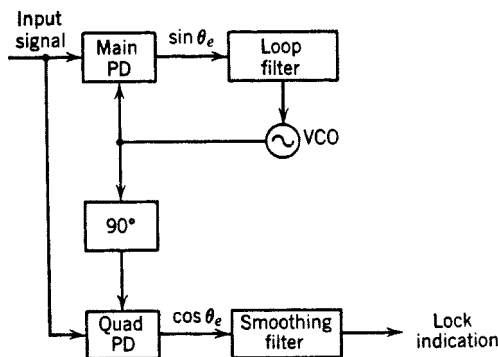 Input
signal
Main
PD
sin θe
Loop
filter
VCO
90°
Quad
PD
cos θe
Smoothing
filter
Lock
indication